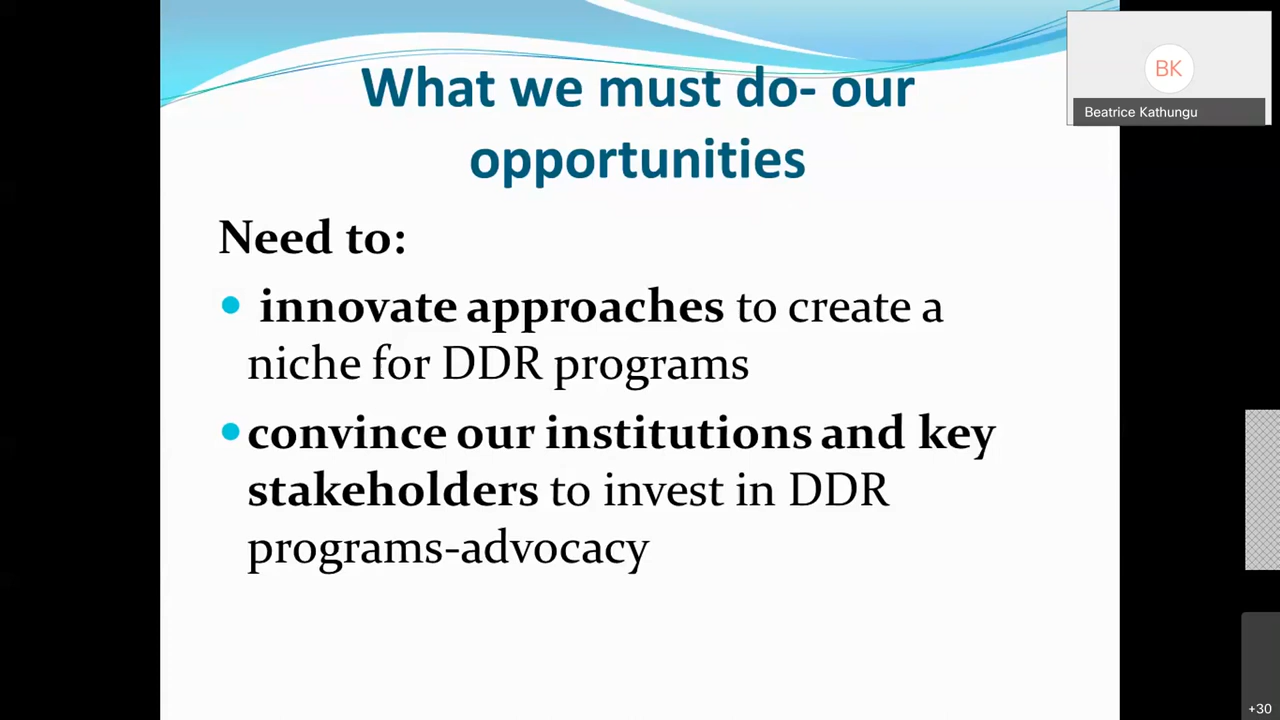 What we must do- our
opportunities
Need to:
• innovate approaches to create a
niche for DDR programs
•convince our institutions and key
stakeholders to invest in DDR
programs-advocacy
BK
Beatrice Kathungu
+30